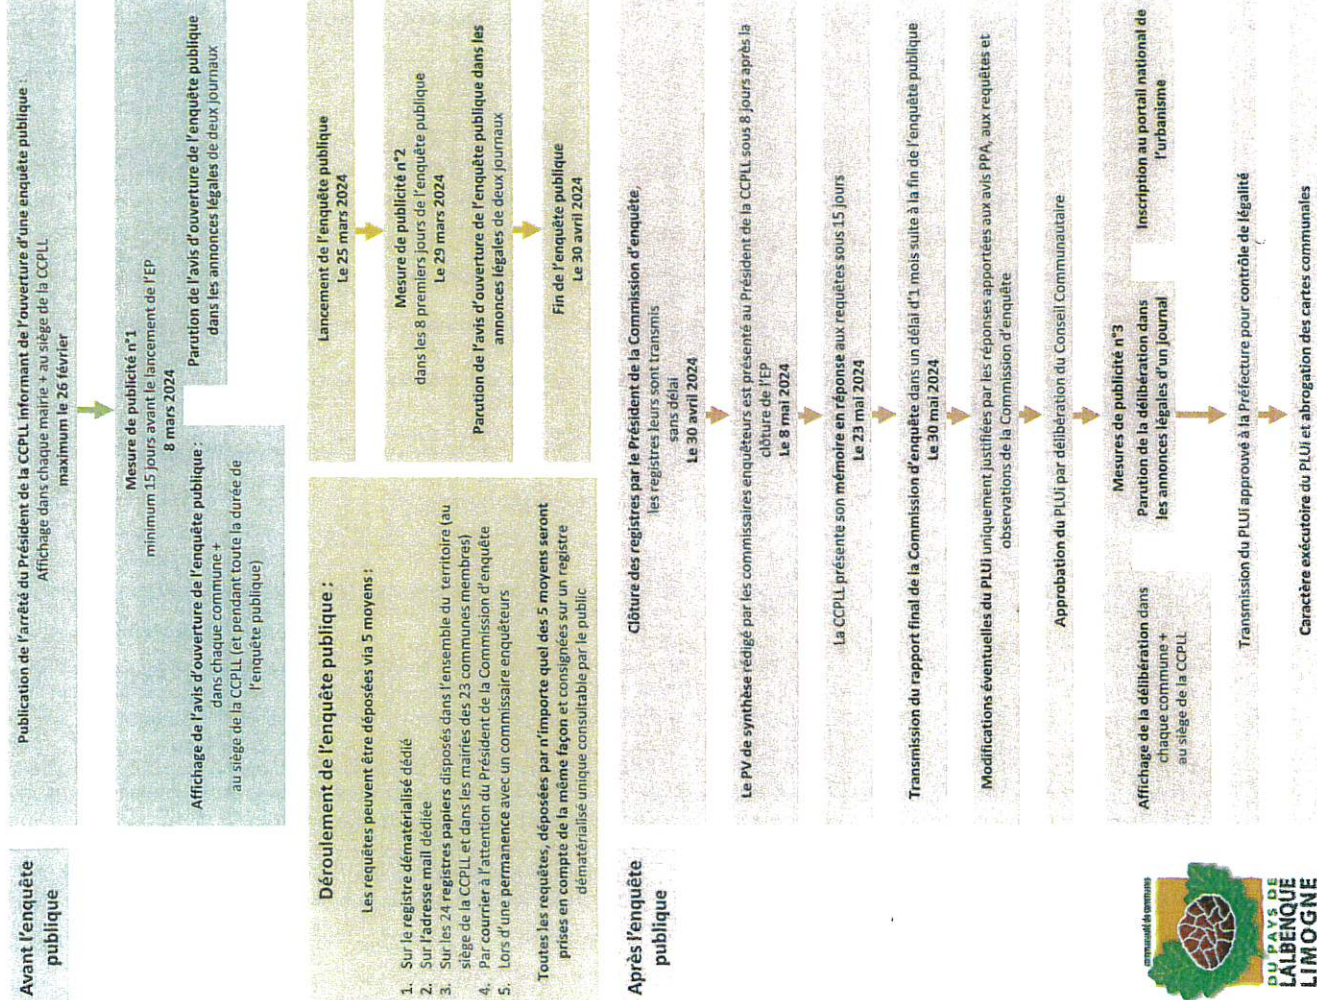 Avant l'enquête
publique
Publication de l'arrêté du Président de la CCPLL informant de l'ouverture d'une enquête publique :
Affichage dans chaque mairie + au siège de la CCPLL
maximum le 26 février
Mesure de publicité n°1
minimum 15 jours avant le lancement de l'EP
8 mars 2024
Affichage de l'avis d'ouverture de l'enquête publique :
dans chaque commune +
au siège de la CCPLL (et pendant toute la durée de
l'enquête publique)
Parution de l'avis d'ouverture de l'enquête publique
dans les annonces légales de deux journaux
Déroulement de l'enquête publique :
Les requêtes peuvent être déposées via 5 moyens :
1. Sur le registre dématérialisé dédié
2. Sur l'adresse mail dédiée
3. Sur les 24 registres papiers disposés dans l'ensemble du territoire (au
siège de la CCPLL et dans les mairies des 23 communes membres)
4. Par courrier à l'attention du Président de la Commission d'enquête
5. Lors d'une permanence avec un commissaire enquêteurs
Toutes les requêtes, déposées par n'importe quel des 5 moyens seront
prises en compte de la même façon et consignées sur un registre
dématérialisé unique consultable par le public
Lancement de l'enquête publique
Le 25 mars 2024
Mesure de publicité n°2
dans les 8 premiers jours de l'enquête publique
Le 29 mars 2024
Parution de l'avis d'ouverture de l'enquête publique dans les
annonces légales de deux journaux
Fin de l'enquête publique
Le 30 avril 2024
Après l'enquête
publique
Clôture des registres par le Président de la Commission d'enquête,
les registres leurs sont transmis
sans délai
Le 30 avril 2024
Le PV de synthèse rédigé par les commissaires enquêteurs est présenté au Président de la CCPLL sous 8 jours après la
clôture de l'EP
Le 8 mai 2024
La CCPLL présente son mémoire en réponse aux requêtes sous 15 jours
Le 23 mai 2024
Transmission du rapport final de la Commission d'enquête dans un délai d'1 mois suite à la fin de l'enquête publique
Le 30 mai 2024
Modifications éventuelles du PLUi uniquement justifiées par les réponses apportées aux avis PPA, aux requêtes et
observations de la Commission d'enquête
Approbation du PLUi par délibération du Conseil Communautaire
Mesures de publicité n°3
Affichage de la délibération dans
chaque commune +
au siège de la CCPLL
Parution de la délibération dans
les annonces légales d'un journal
Inscription au portail national de
l'urbanisme
Transmission du PLUi approuvé à la Préfecture pour contrôle de légalité
Caractère exécutoire du PLUi et abrogation des cartes communales
communauté de communes
DU PAYS DE
LALBENQUE
LIMOGNE